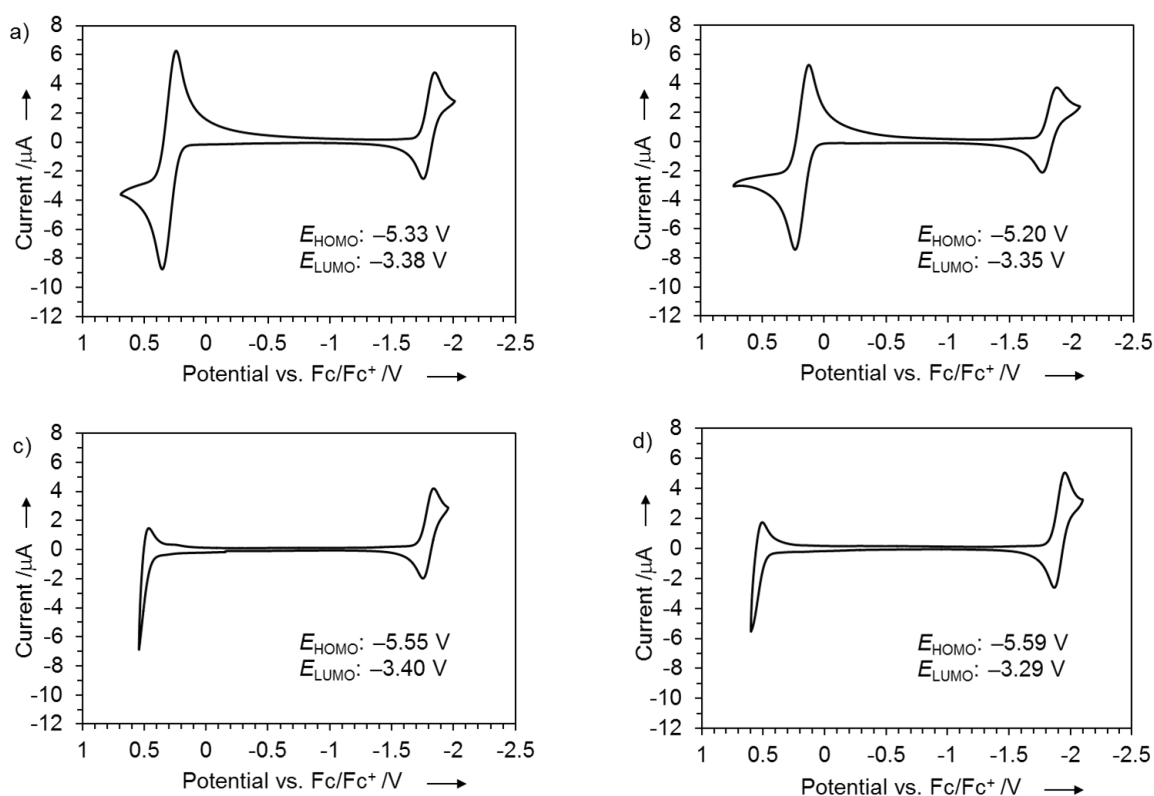 a)
8
6
4
2
0
-2
-4
-6
-8
-10
-12
Current /μA
E_HOMO: –5.33 V
E_LUMO: –3.38 V
1 0.5 0 -0.5 -1 -1.5 -2 -2.5
Potential vs. Fc/Fc⁺ /V
b)
8
6
4
2
0
-2
-4
-6
-8
-10
-12
Current /μA
E_HOMO: –5.20 V
E_LUMO: –3.35 V
1 0.5 0 -0.5 -1 -1.5 -2 -2.5
Potential vs. Fc/Fc⁺ /V
c)
8
6
4
2
0
-2
-4
-6
-8
-10
-12
Current /μA
E_HOMO: –5.55 V
E_LUMO: –3.40 V
1 0.5 0 -0.5 -1 -1.5 -2 -2.5
Potential vs. Fc/Fc⁺ /V
d)
8
6
4
2
0
-2
-4
-6
-8
-10
-12
Current /μA
E_HOMO: –5.59 V
E_LUMO: –3.29 V
1 0.5 0 -0.5 -1 -1.5 -2 -2.5
Potential vs. Fc/Fc⁺ /V